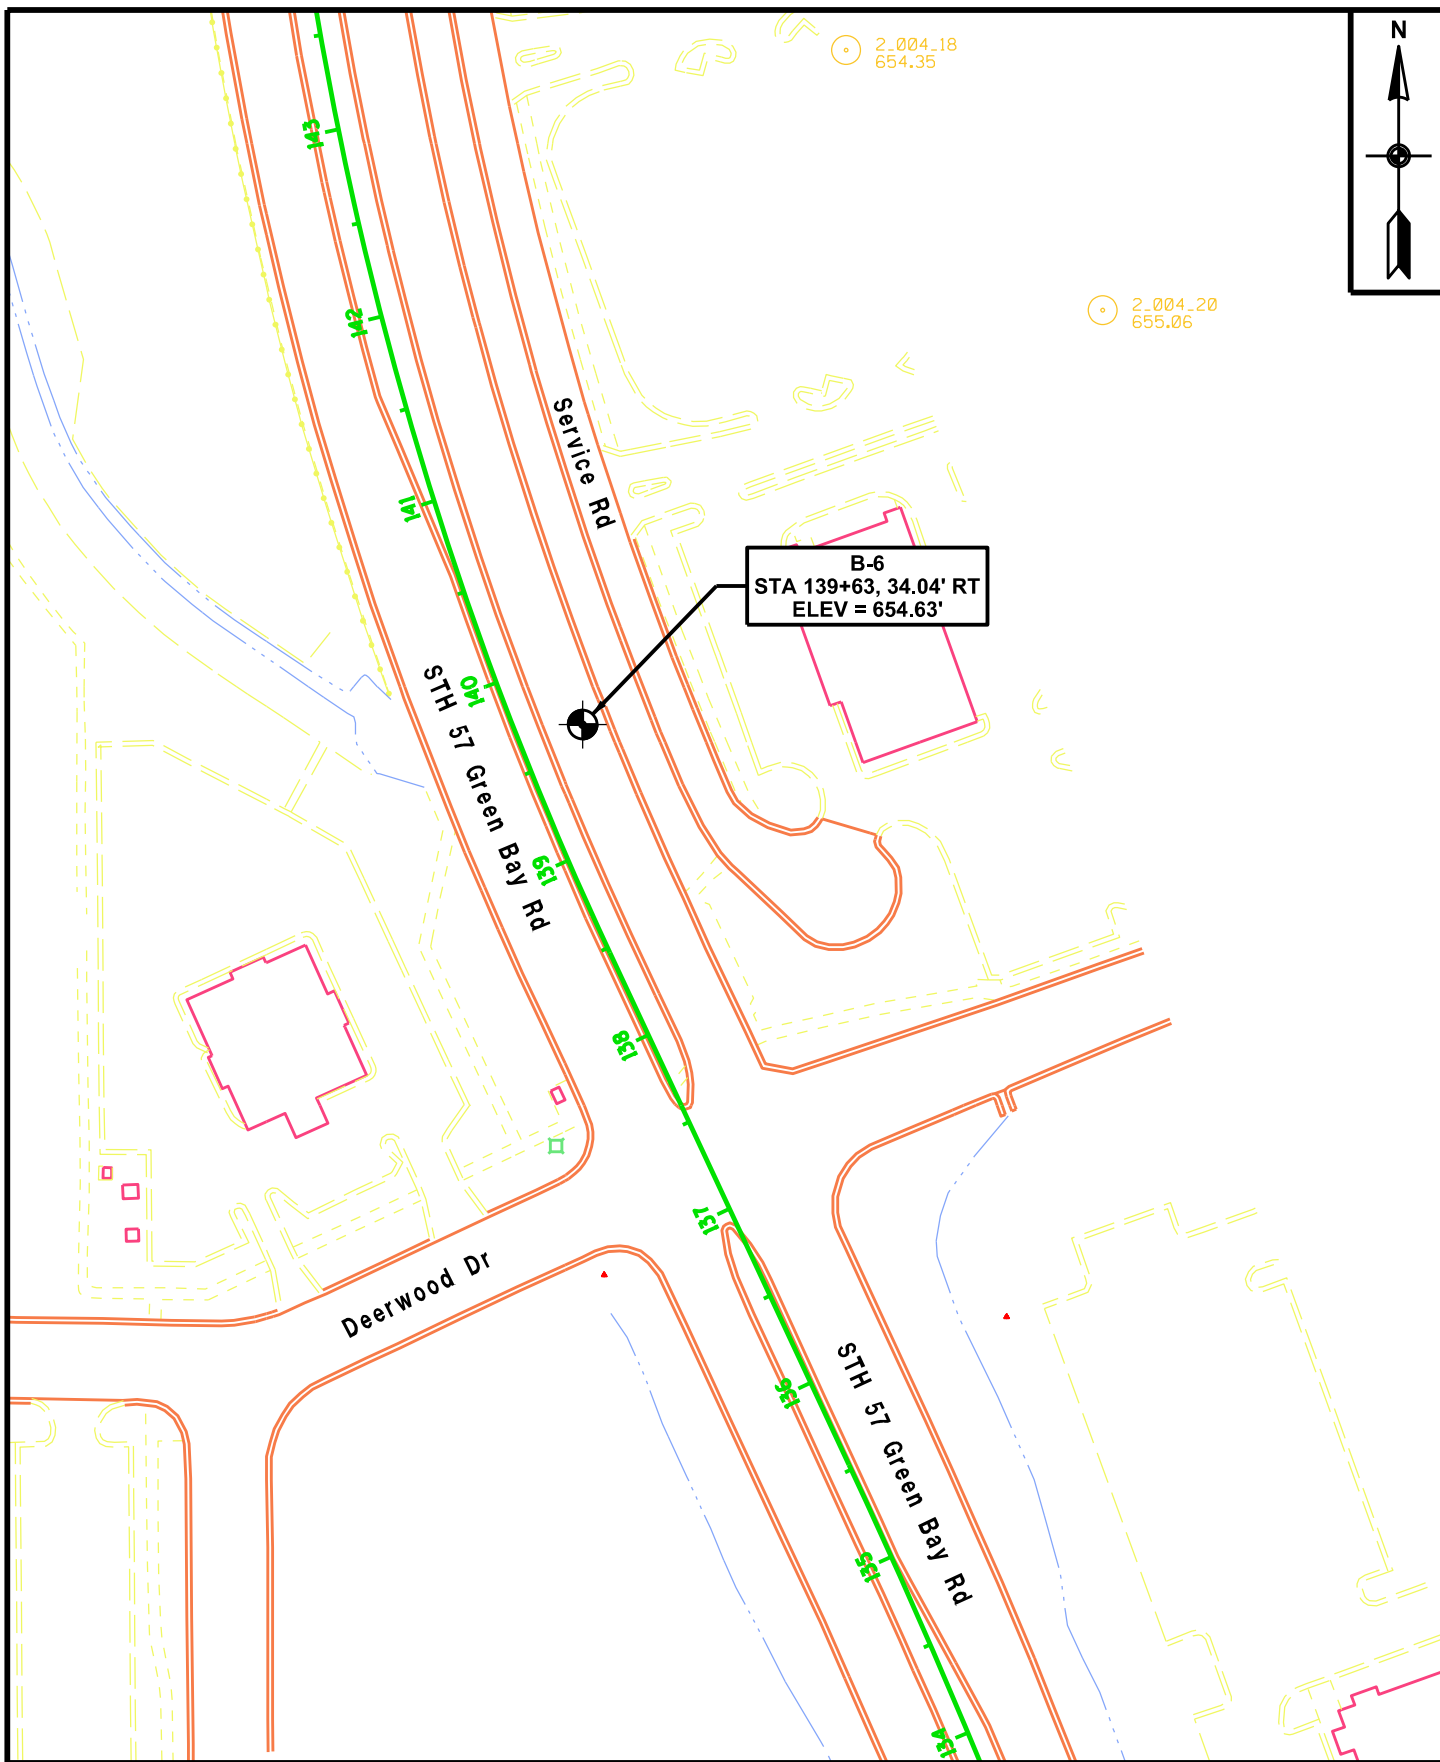 N
2_004_18
654.35
143
2_004_20
655.06
142
Service Rd
141
B-6
STA 139+63, 34.04' RT
ELEV = 654.63'
140
STH 57 Green Bay Rd
139
138
137
Deerwood Dr
136
STH 57 Green Bay Rd
135
134